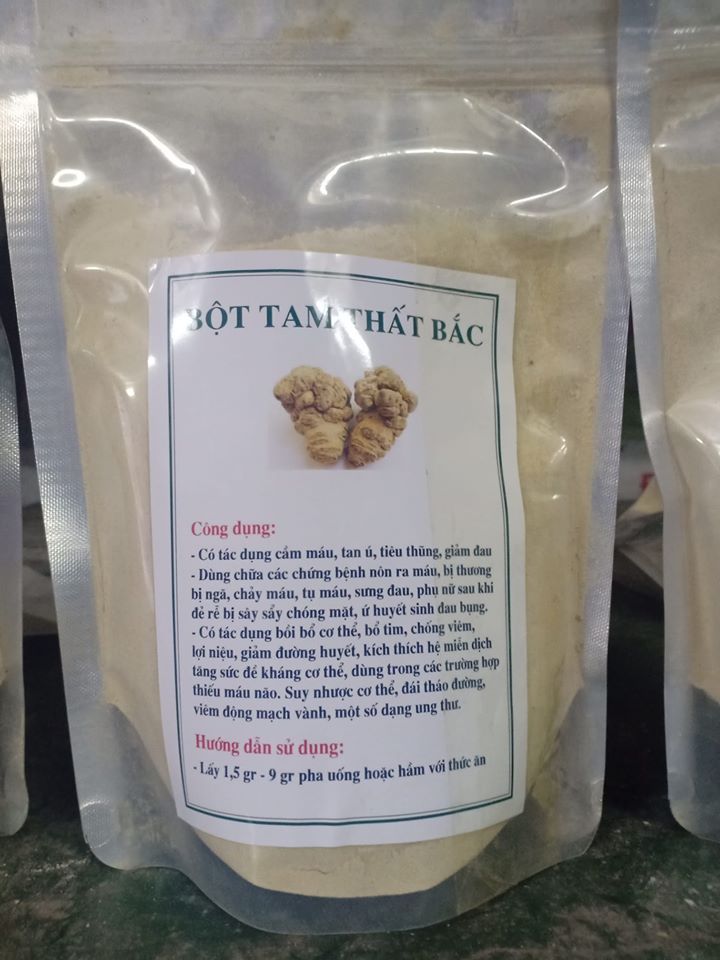 BỘT TAM THẤT BẮC
Công dụng:
- Có tác dụng cầm máu, tan ú, tiêu thũng, giảm đau
- Dùng chữa các chứng bệnh nôn ra máu, bị thương
bị ngã, chảy máu, tụ máu, sưng đau, phụ nữ sau khi
đẻ rễ bị sây sẩy chóng mặt, ứ huyết sinh đau bụng.
- Có tác dụng bồi bổ cơ thể, bổ tim, chống viêm,
lợi niệu, giảm đường huyết, kích thích hệ miễn dịch
tăng sức đề kháng cơ thể, dùng trong các trường hợp
thiếu máu não. Suy nhược cơ thể, đái tháo đường,
viêm động mạch vành, một số dạng ung thư.
Hướng dẫn sử dụng:
- Lấy 1,5 gr - 9 gr pha uống hoặc hầm với thức ăn